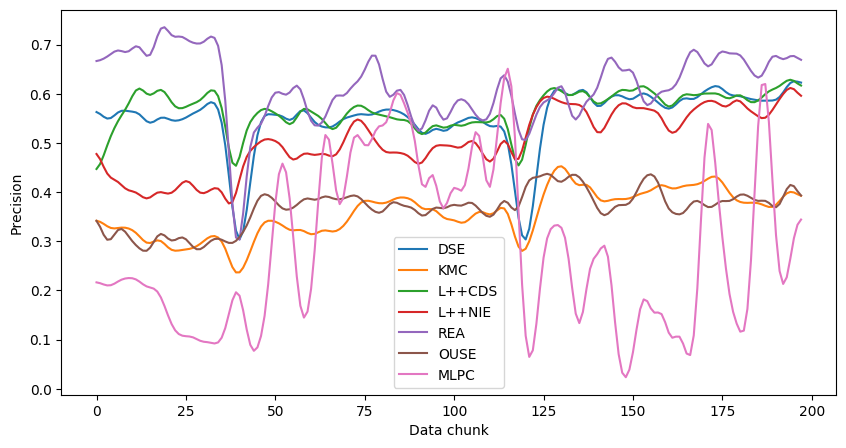 0.7
0.6
0.5
0.4
0.3
0.2
0.1
0.0
Precision
DSE
KMC
L++CDS
L++NIE
REA
OUSE
MLPC
0 25 50 75 100 125 150 175 200
Data chunk